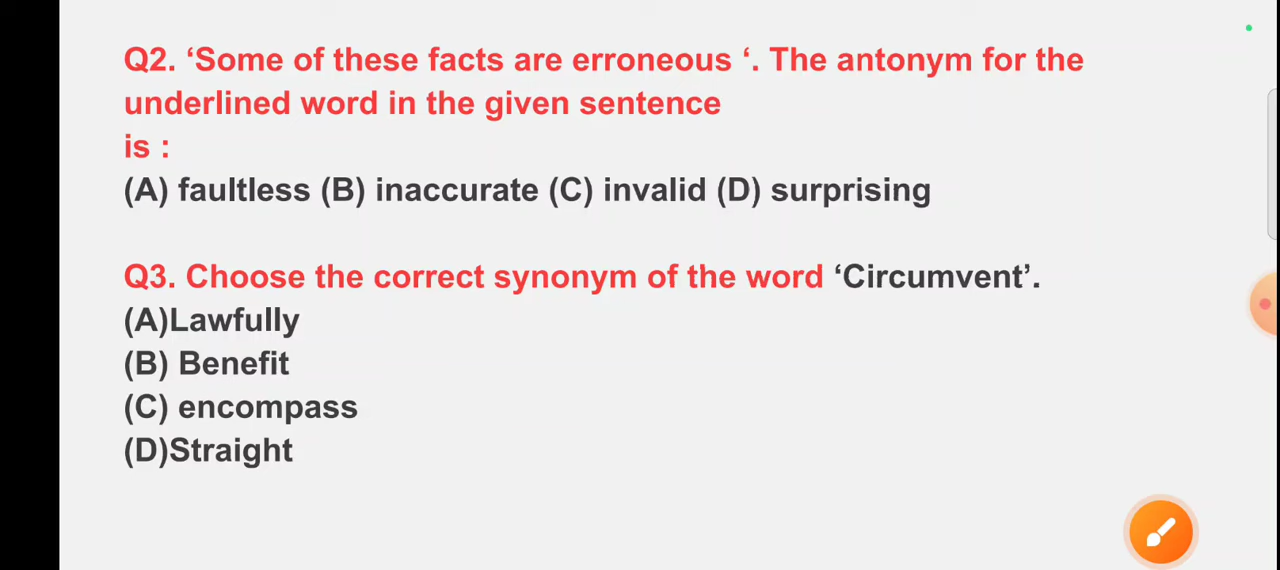 Q2. ‘Some of these facts are erroneous ‘. The antonym for the
underlined word in the given sentence
is :
(A) faultless (B) inaccurate (C) invalid (D) surprising
Q3. Choose the correct synonym of the word ‘Circumvent’.
(A)Lawfully
(B) Benefit
(C) encompass
(D)Straight